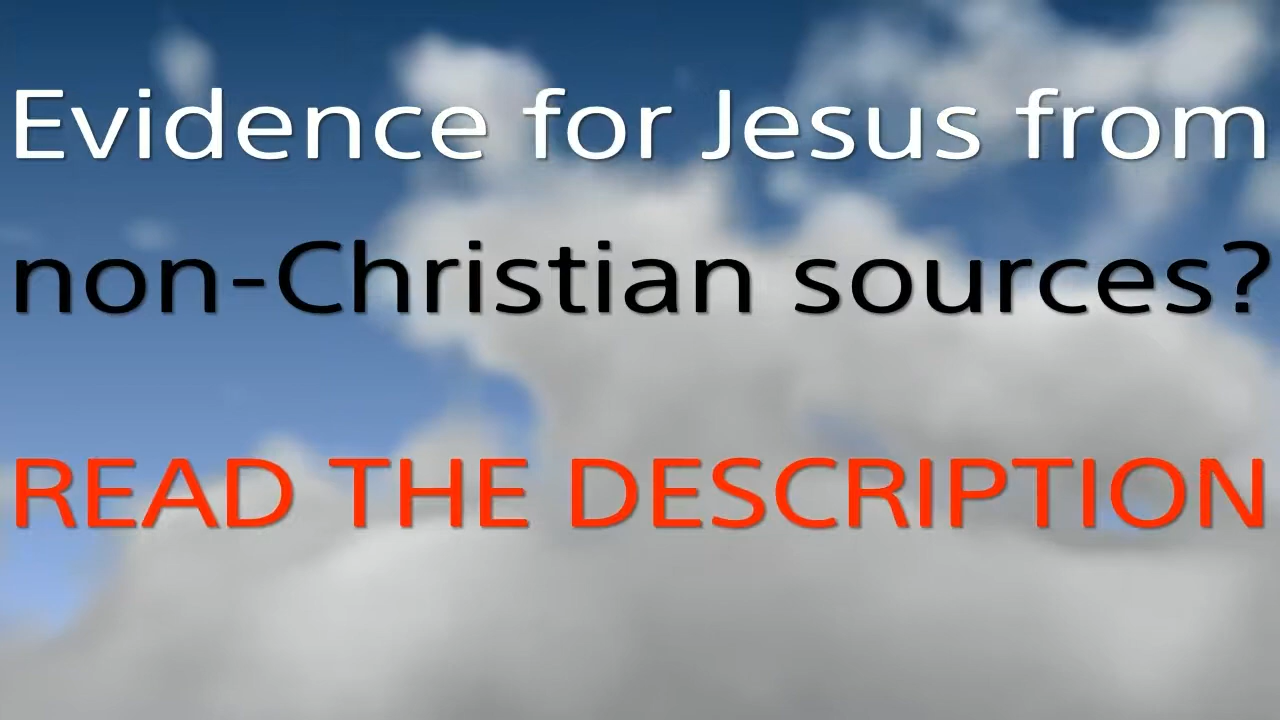 Evidence for Jesus from
non-Christian sources?
READ THE DESCRIPTION